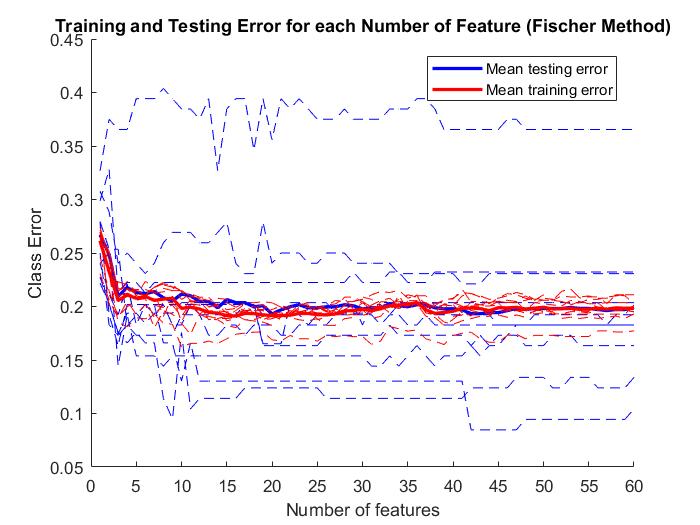 Training and Testing Error for each Number of Feature (Fischer Method)
0.45
Mean testing error
Mean training error
0.4
0.35
0.3
0.25
0.2
0.15
0.1
0.05
Class Error
0 5 10 15 20 25 30 35 40 45 50 55 60
Number of features